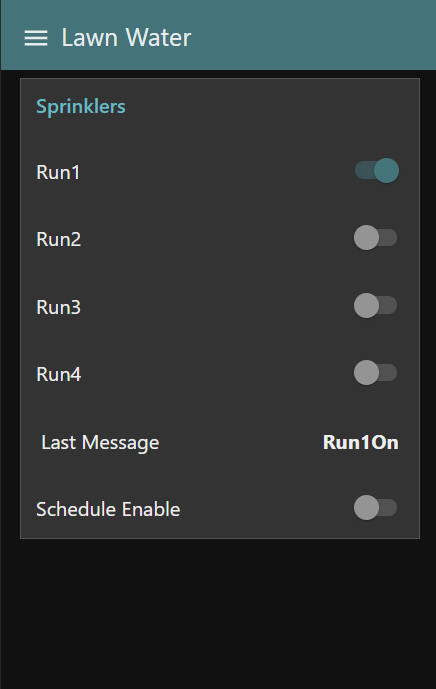 Lawn Water
Sprinklers
Run1
Run2
Run3
Run4
Last Message Run1On
Schedule Enable